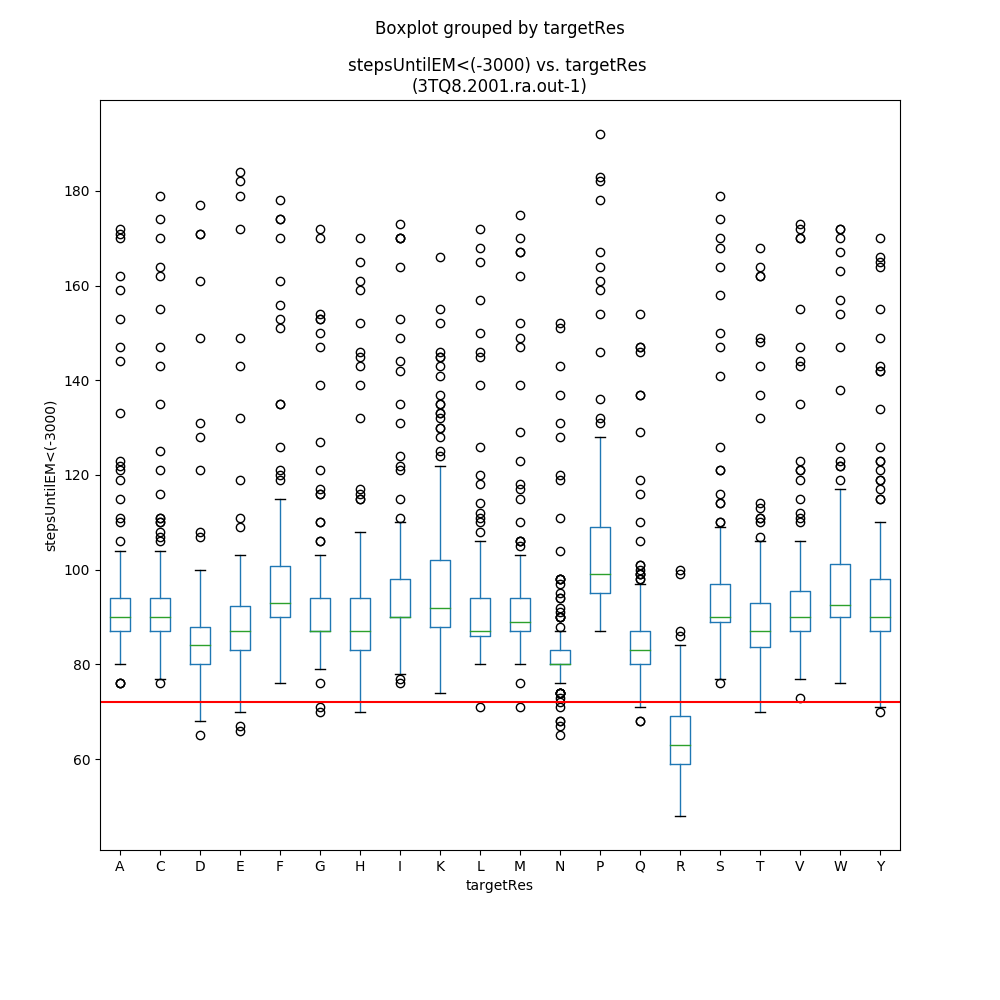 Boxplot grouped by targetRes
stepsUntilEM<(-3000) vs. targetRes
(3TQ8.2001.ra.out-1)
stepsUntilEM<(-3000)
180
160
140
120
100
80
60
A C D E F G H I K L M N P Q R S T V W Y
targetRes